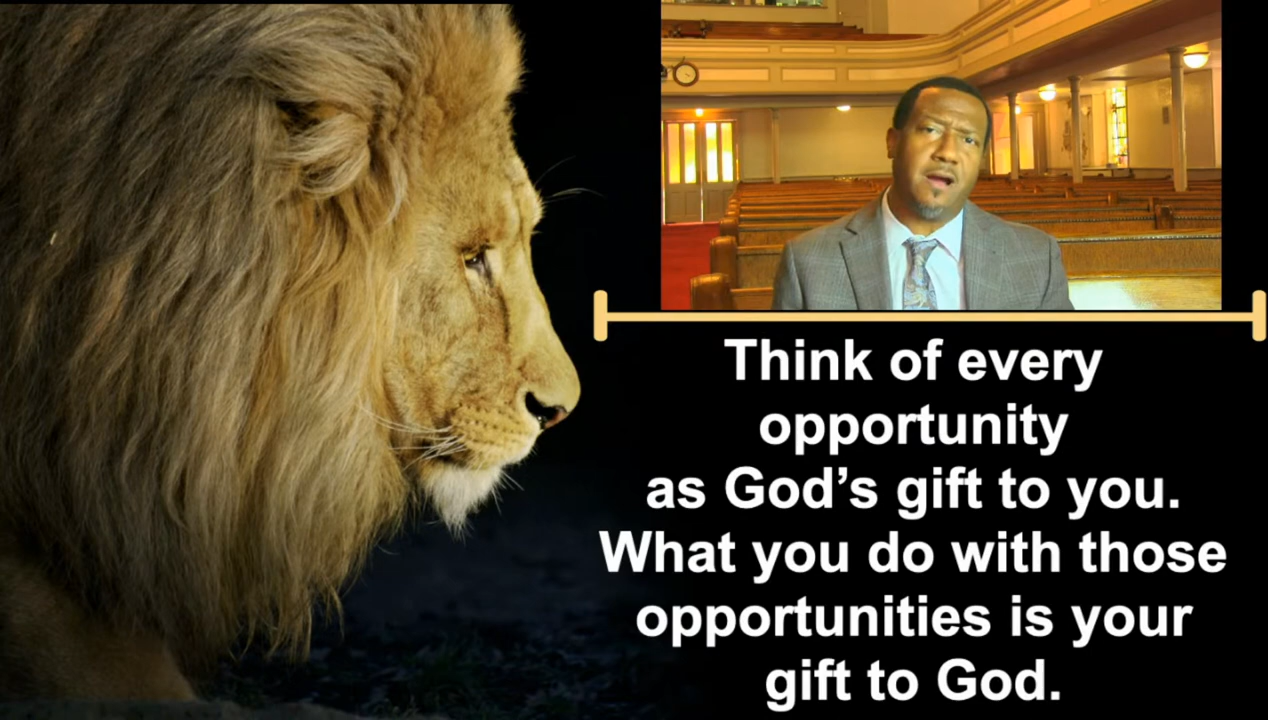 Think of every
opportunity
as God’s gift to you.
What you do with those
opportunities is your
gift to God.